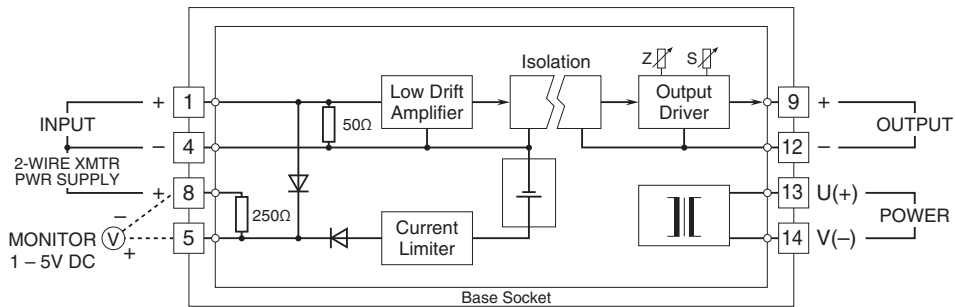 Isolation
Z
S
+
1
Low Drift
Amplifier
Output
Driver
9
+
INPUT
50Ω
OUTPUT
−
4
12
−
2-WIRE XMTR
PWR SUPPLY
+
8
13
U(+)
−
250Ω
POWER
MONITOR
V
1 – 5V DC
+
5
Current
Limiter
14
V(−)
Base Socket